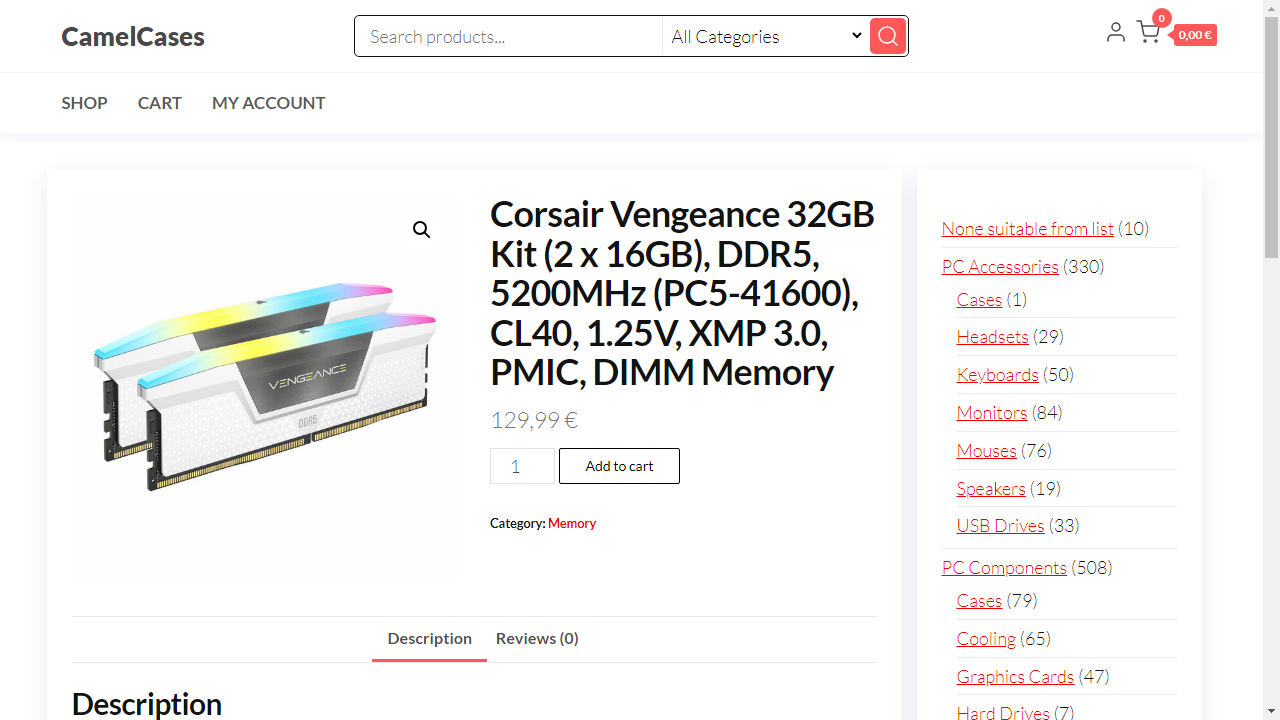 CamelCases
Search products...
All Categories
0
0,00 €
SHOP
CART
MY ACCOUNT
Corsair Vengeance 32GB
Kit (2 x 16GB), DDR5,
5200MHz (PC5-41600),
CL40, 1.25V, XMP 3.0,
PMIC, DIMM Memory
129,99 €
1
Add to cart
Category: Memory
VENGEANCE
DDR5
Description
Reviews (0)
Description
None suitable from list (10)
PC Accessories (330)
Cases (1)
Headsets (29)
Keyboards (50)
Monitors (84)
Mouses (76)
Speakers (19)
USB Drives (33)
PC Components (508)
Cases (79)
Cooling (65)
Graphics Cards (47)
Hard Drives (7)